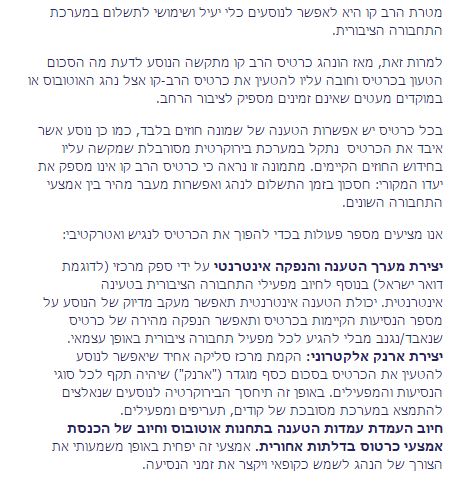 מטרת הרב קו היא לאפשר לנוסעים כלי יעיל ושימושי לתשלום במערכת
התחבורה הציבורית.
למרות זאת, מאז הונהג כרטיס הרב קו מתקשה הנוסע לדעת מה הסכום
הטעון בכרטיס וחובה עליו להטעין את כרטיס הרב-קו אצל נהג האוטובוס או
במוקדים מעטים שאינם זמינים מספיק לציבור הרחב.
בכל כרטיס יש אפשרות הטענה של שמונה חוזים בלבד, כמו כן נוסע אשר
איבד את הכרטיס נתקל במערכת בירוקרטית מסורבלת שמקשה עליו
בחידוש החוזים הקיימים. מתמונה זו נראה כי כרטיס הרב קו אינו מספק את
יעדו המקורי: חסכון בזמן התשלום לנהג ואפשרות מעבר מהיר בין אמצעי
התחבורה השונים.
אנו מציעים מספר פעולות בכדי להפוך את הכרטיס לנגיש ואטרקטיבי:
יצירת מערך הטענה והנפקה אינטרנטי על ידי ספק מרכזי (לדוגמת
דואר ישראל) בנוסף לחיוב מפעילי התחבורה הציבורית בטעינה
אינטרנטית. יכולת הטענה אינטרנטית תאפשר מעקב מדיוק של הנוסע על
מספר הנסיעות הקיימות בכרטיס ותאפשר הנפקה מהירה של כרטיס
שנאבד/נגנב מבלי להגיע לכל מפעיל תחבורה ציבורית באופן עצמאי.
יצירת ארנק אלקטרוני: הקמת מרכז סליקה אחיד שיאפשר לנוסע
להטעין את הכרטיס בסכום כסף מוגדר ("ארנק") שיהיה תקף לכל סוגי
הנסיעות והמפעילים. באופן זה תיחסך הבירוקרטיה לנוסעים שנאלצים
להתמצא במערכת מסובכת של קודים, תעריפים ומפעילים.
חיוב העמדת עמדות הטענה בתחנות אוטובוס וחיוב של הכנסת
אמצעי כרטוס בדלתות אחורית. אמצעי זה יפחית באופן משמעותי את
הצורך של הנהג לשמש כקופאי ויקצר את זמני הנסיעה.